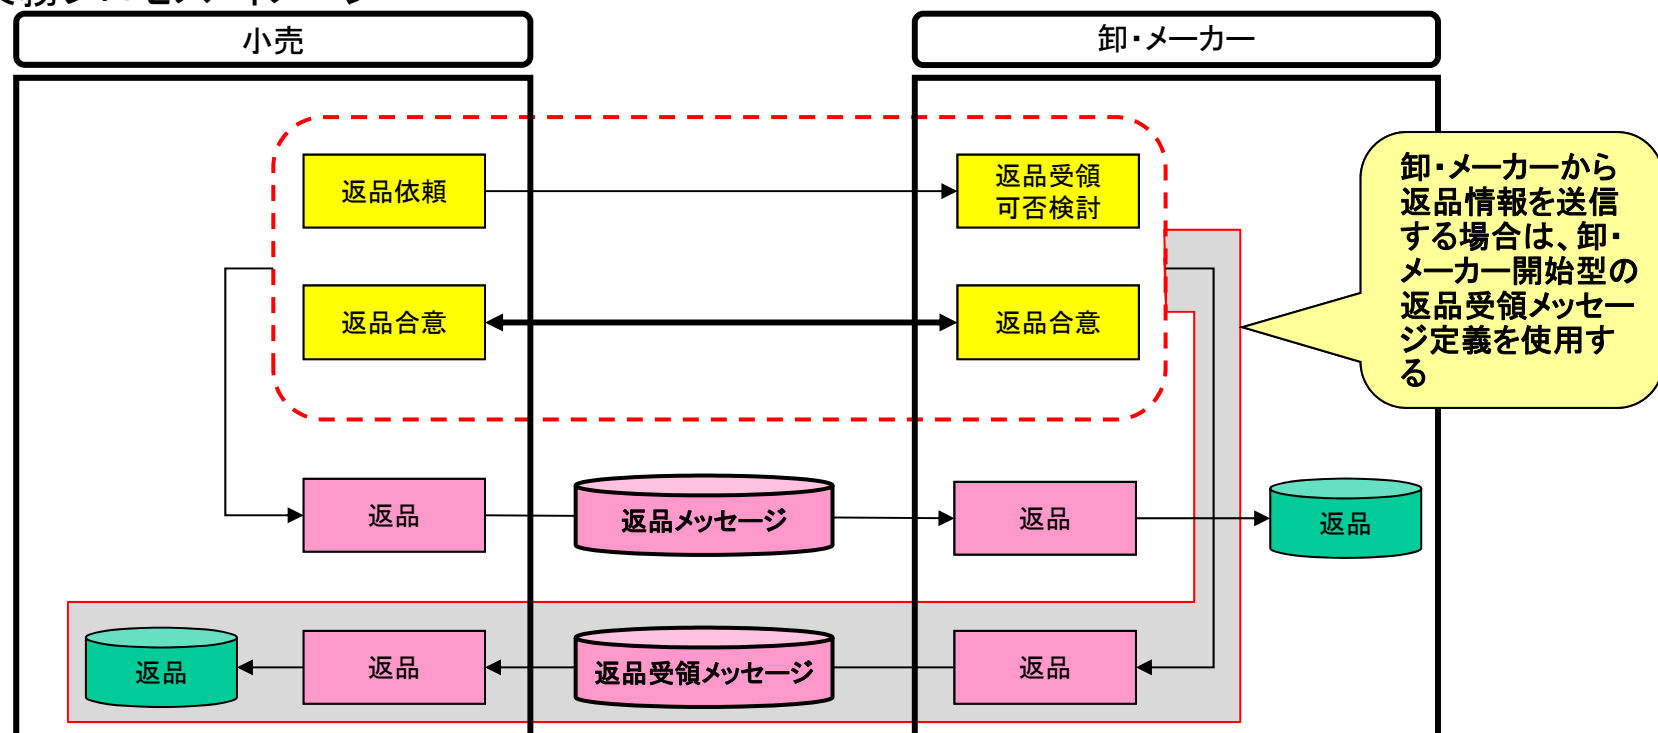 小売
卸・メーカー
返品依頼
返品受領
可否検討
卸・メーカーから
返品情報を送信
する場合は、卸・
メーカー開始型の
返品受領メッセー
ジ定義を使用す
る
返品合意
返品合意
返品
返品メッセージ
返品
返品
返品
返品
返品受領メッセージ
返品